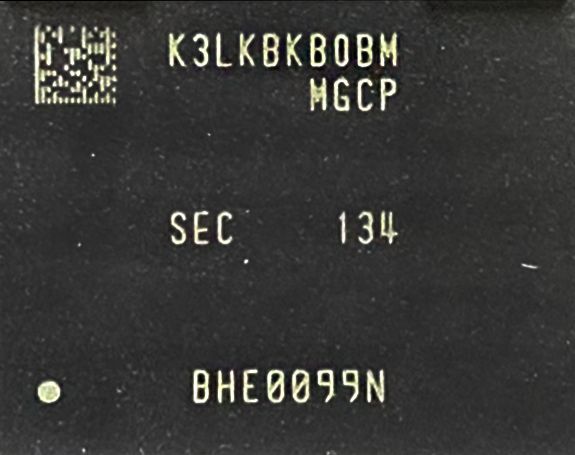 K3LKBKB0BM
MGCP
SEC 134
BHE0099N